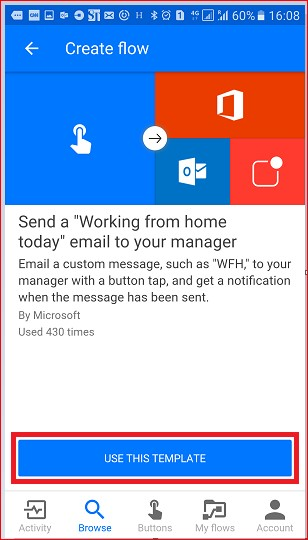 60% 16:08
Create flow
Send a "Working from home
today" email to your manager
Email a custom message, such as "WFH," to your
manager with a button tap, and get a notification
when the message has been sent.
By Microsoft
Used 430 times
USE THIS TEMPLATE
Activity Browse Buttons My flows Account